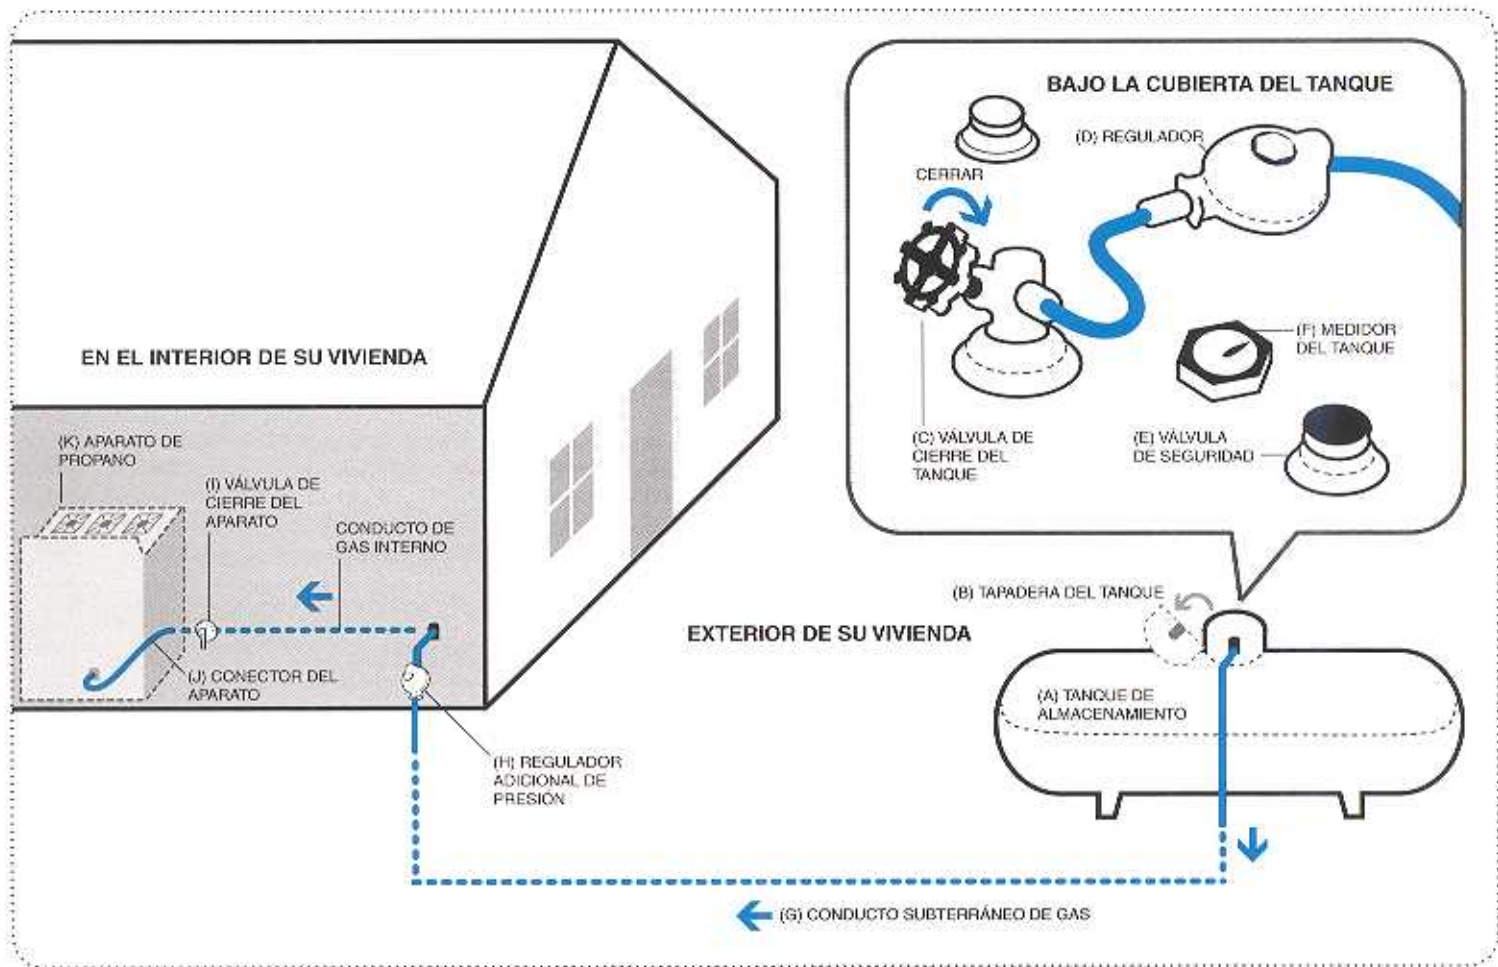 BAJO LA CUBIERTA DEL TANQUE
(D) REGULADOR
CERRAR
(F) MEDIDOR
DEL TANQUE
(C) VÁLVULA DE
CIERRE DEL
TANQUE
(E) VÁLVULA
DE SEGURIDAD
EN EL INTERIOR DE SU VIVIENDA
(K) APARATO DE
PROPANO
(I) VÁLVULA DE
CIERRE DEL
APARATO
CONDUCTO DE
GAS INTERNO
(J) CONECTOR DEL
APARATO
(H) REGULADOR
ADICIONAL DE
PRESIÓN
EXTERIOR DE SU VIVIENDA
(B) TAPADERA DEL TANQUE
(A) TANQUE DE
ALMACENAMIENTO
(G) CONDUCTO SUBTERRÁNEO DE GAS